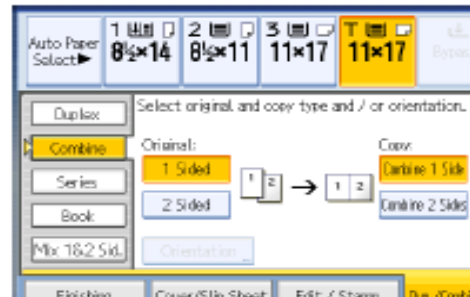 Auto Paper
Select▶
1
8½×14
2
8½×11
3
11×17
T
11×17
Bypass
Select original and copy type and / or orientation.
Duplex
Combine
Series
Book
Mix 1&2 Sid.
Original:
1 Sided
2 Sided
Orientation
1 2 → 1 2
Copy:
Combine 1 Side
Combine 2 Sides
Finishing
Cover/Slip Sheet
Edit / Stamp